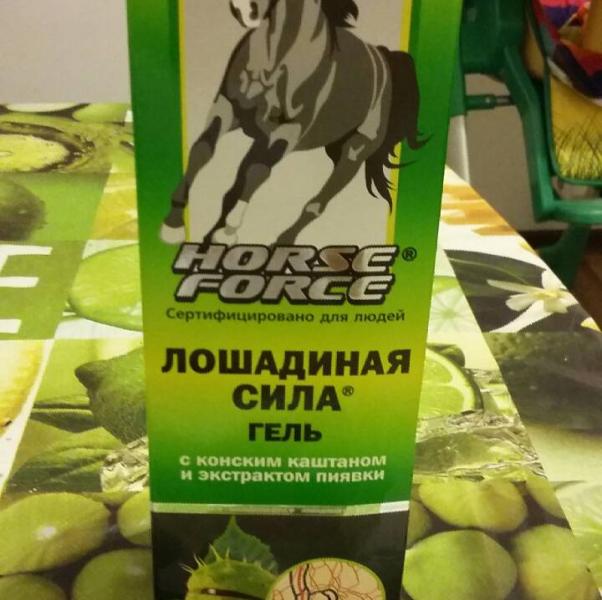 HORSE®
FORCE
Сертифицировано для людей
ЛОШАДИНАЯ
СИЛА®
ГЕЛЬ
с конским каштаном
и экстрактом пиявки